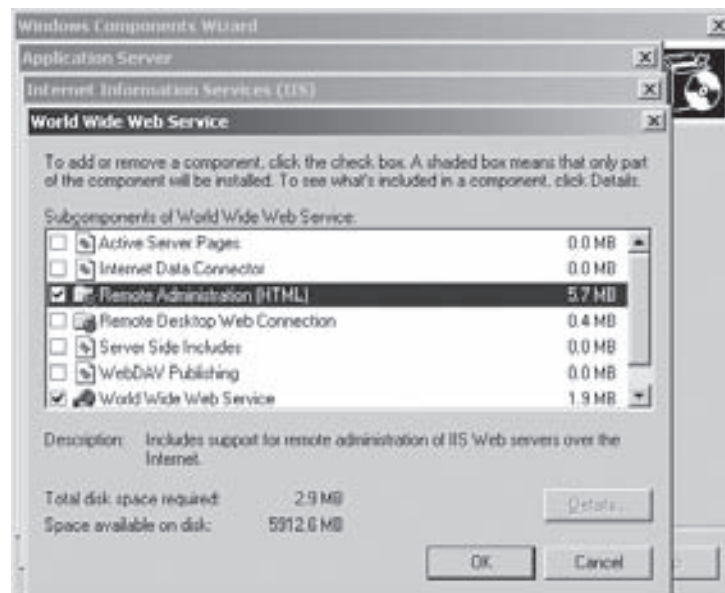 Windows Components Wizard
Application Server
Internet Information Services (IIS)
World Wide Web Service
To add or remove a component, click the check box. A shaded box means that only part
of the component will be installed. To see what's included in a component, click Details.
Subcomponents of World Wide Web Service:
Active Server Pages 0.0 MB
Internet Data Connector 0.0 MB
Remote Administration (HTML) 5.7 MB
Remote Desktop Web Connection 0.4 MB
Server Side Includes 0.0 MB
WebDAV Publishing 0.0 MB
World Wide Web Service 1.9 MB
Description: Includes support for remote administration of IIS Web servers over the
Internet.
Total disk space required: 2.9 MB
Space available on disk: 5912.6 MB
Details...
OK Cancel